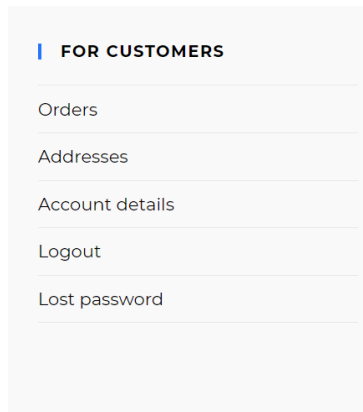 FOR CUSTOMERS
Orders
Addresses
Account details
Logout
Lost password